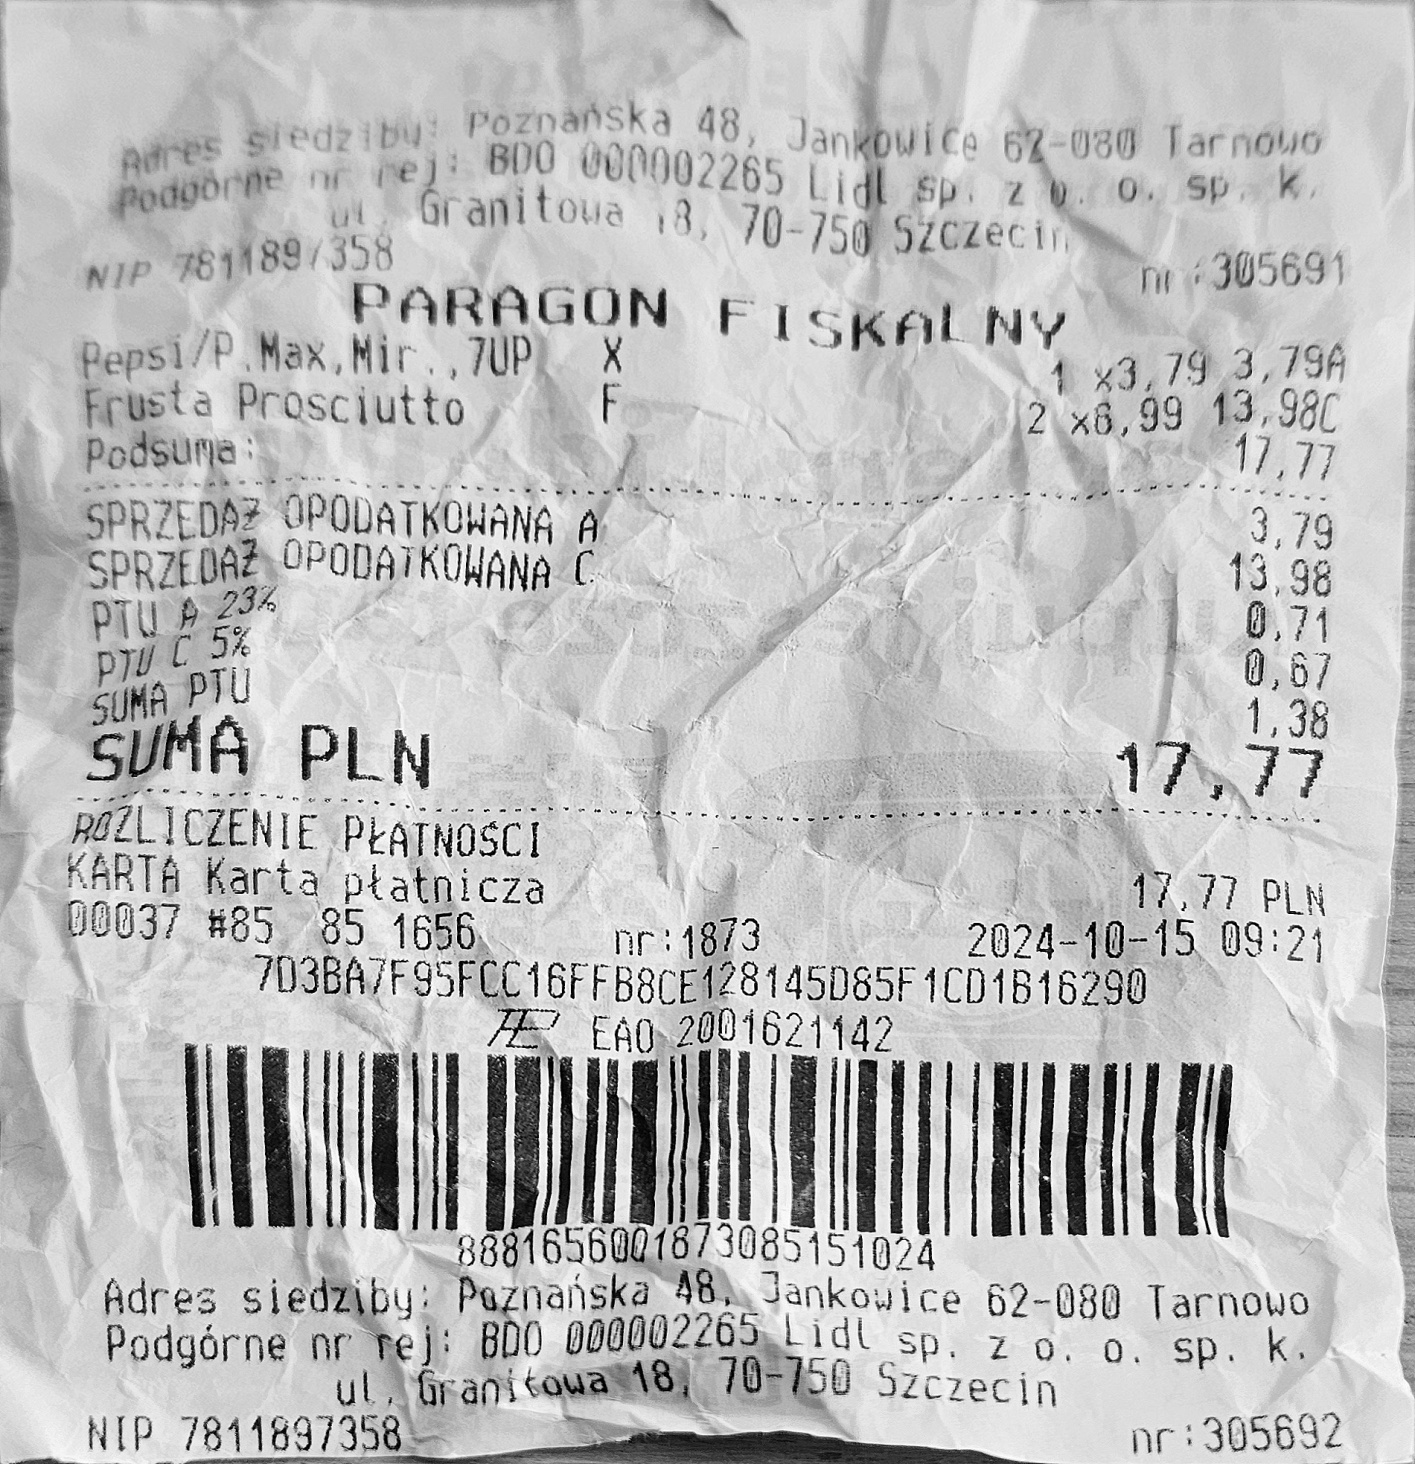 Adres siedziby: Poznańska 48, Jankowice 62-080 Tarnowo
Podgórne nr rej: BDO 000002265 Lidl sp. z o. o. sp. k.
ul. Granitowa 18, 70-750 Szczecin
NIP 7811897358 nr:305691
PARAGON FISKALNY
Pepsi/P.Max,Mir.,7UP X 1 x3,79 3,79A
Frusta Prosciutto F 2 x6,99 13,98C
Podsuma: 17,77
SPRZEDAŻ OPODATKOWANA A 3,79
SPRZEDAŻ OPODATKOWANA C 13,98
PTU A 23% 0,71
PTU C 5% 0,67
SUMA PTU 1,38
SUMA PLN 17,77
ROZLICZENIE PŁATNOŚCI
KARTA Karta płatnicza 17,77 PLN
00037 #85 85 1656 nr:1873 2024-10-15 09:21
7D3BA7F95FCC16FFB8CE128145D85F1CD1B16290
EAO 2001621142
8881656001873085151024
Adres siedziby: Poznańska 48, Jankowice 62-080 Tarnowo
Podgórne nr rej: BDO 000002265 Lidl sp. z o. o. sp. k.
ul. Granitowa 18, 70-750 Szczecin
NIP 7811897358 nr:305692